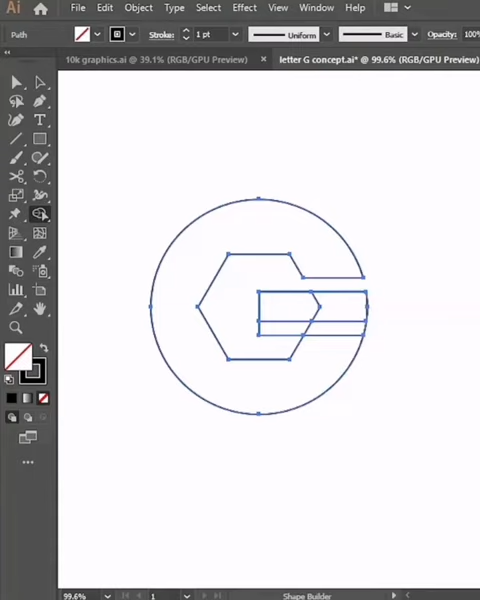 Ai File Edit Object Type Select Effect View Window Help
Path Stroke: 1 pt Uniform Basic Opacity: 100%
10k graphics.ai @ 39.1% (RGB/GPU Preview) × letter G concept.ai* @ 99.6% (RGB/GPU Preview)
T
99.6% 1 Shape Builder